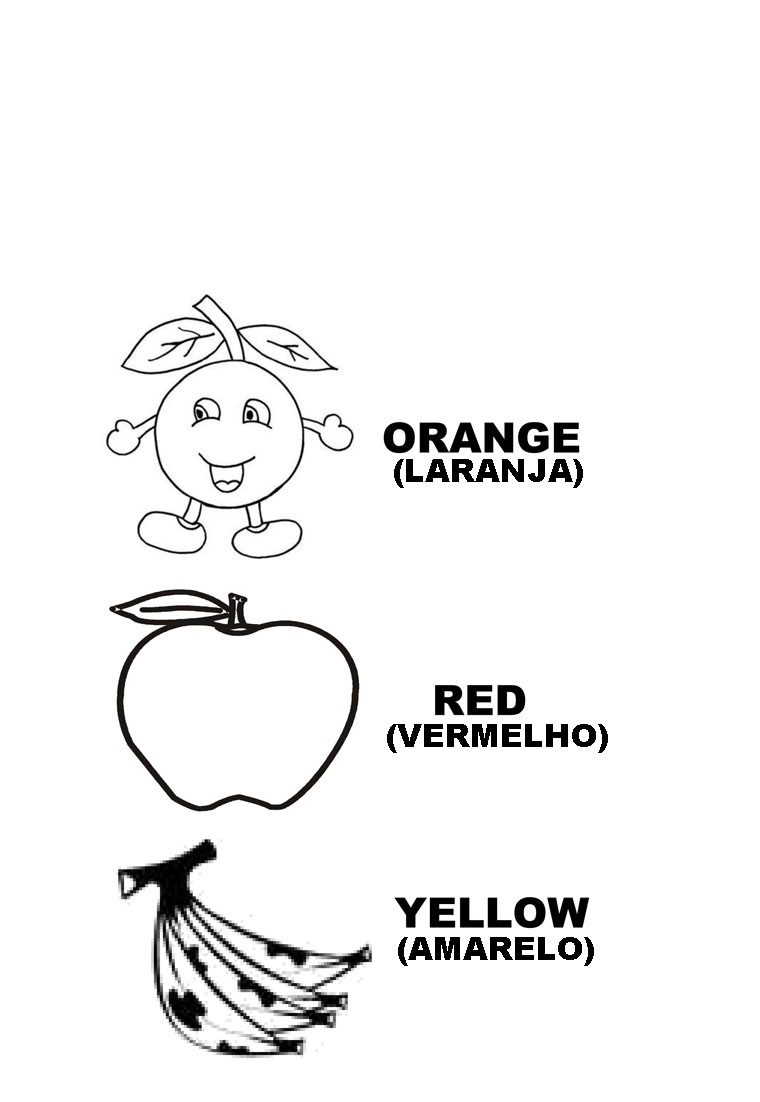 ORANGE
(LARANJA)
RED
(VERMELHO)
YELLOW
(AMARELO)